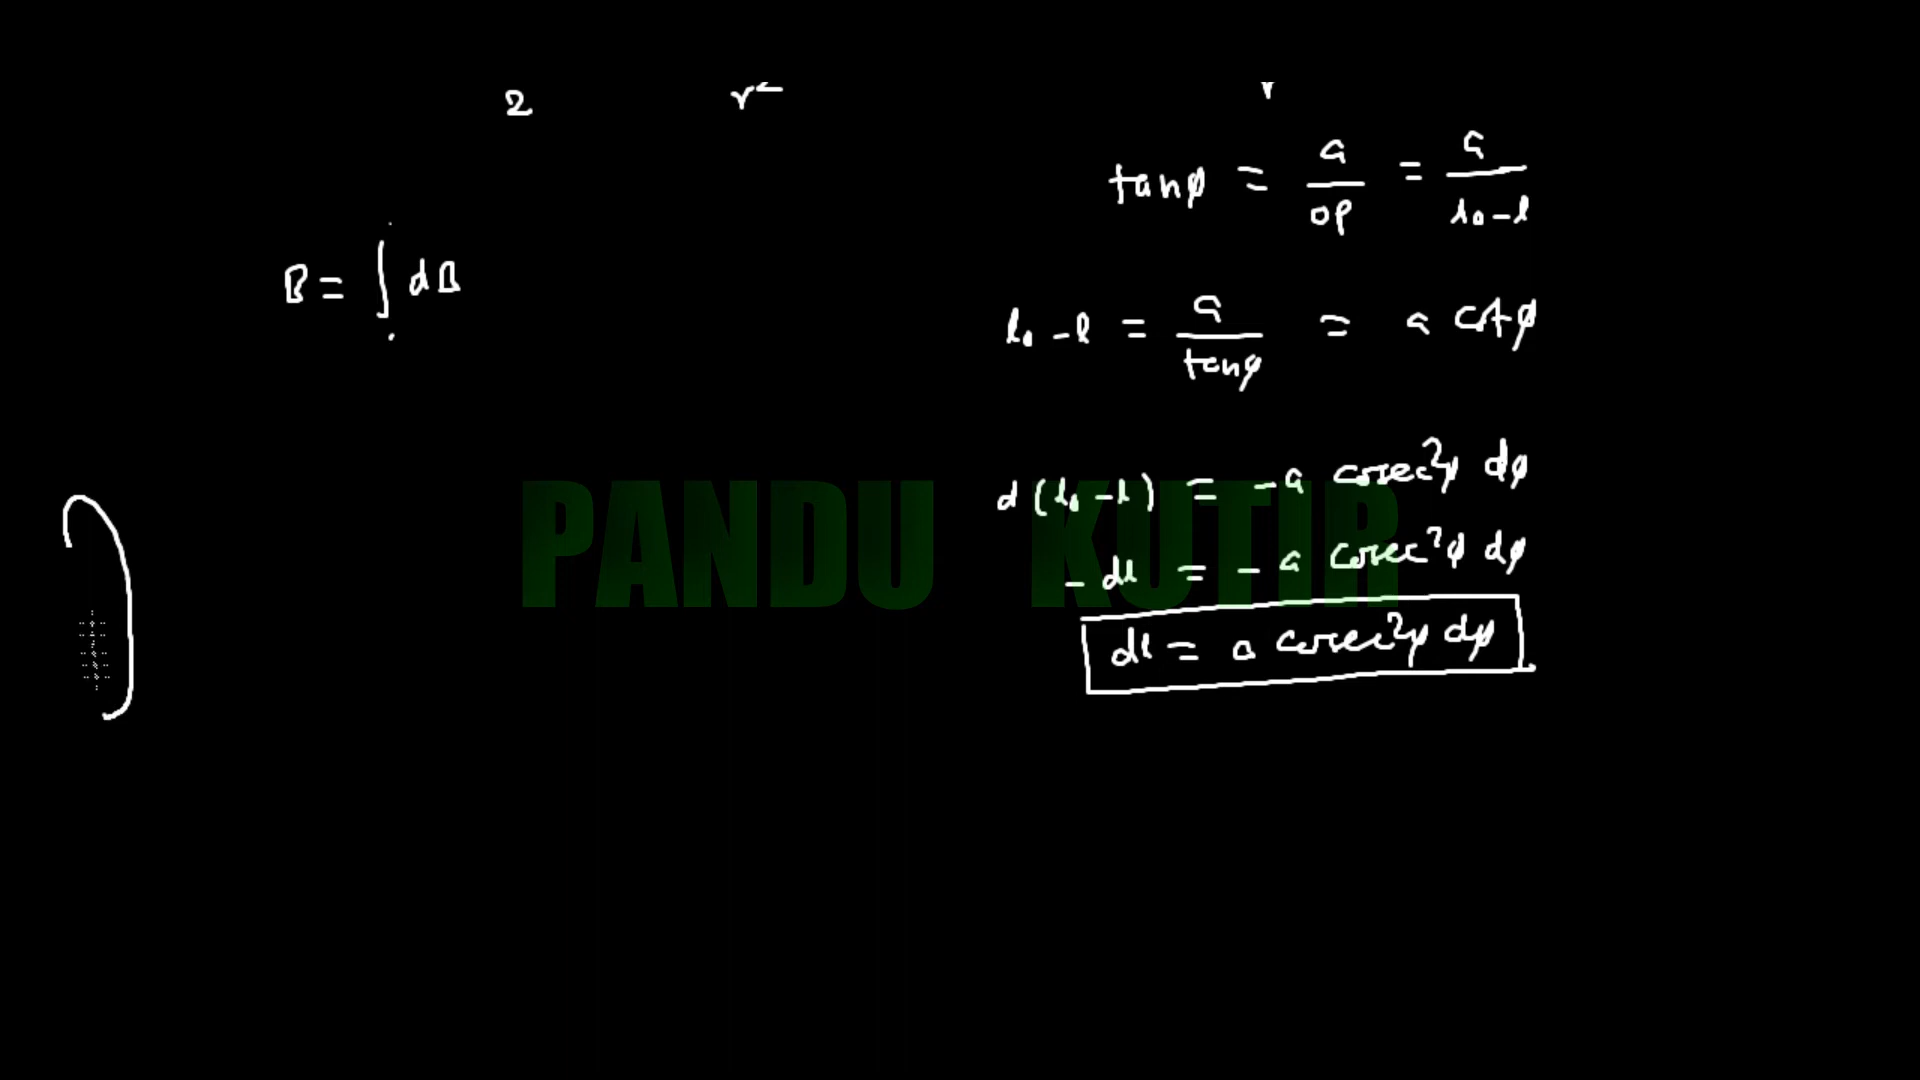 2 r²
tanφ = a/op = a/(l₀-l)
B = ∫ dB
l₀ - l = a/tanφ = a cotφ
d(l₀-l) = -a cosec²φ dφ
PANDU KUTIR
- dl = - a cosec²φ dφ
dl = a cosec²φ dφ